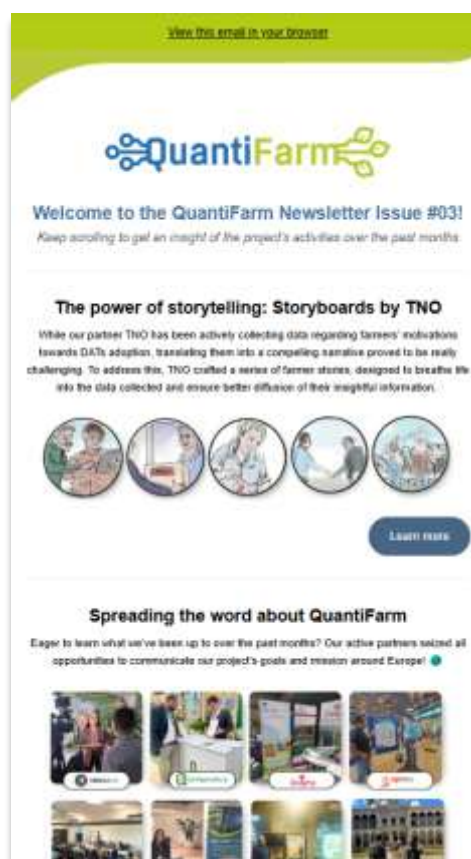 View this email in your browser
QuantiFarm
Welcome to the QuantiFarm Newsletter Issue #03!
Keep scrolling to get an insight of the project's activities over the past months
The power of storytelling: Storyboards by TNO
While our partner TNO has been actively collecting data regarding farmers' motivations
towards DATs adoption, translating them into a compelling narrative proved to be really
challenging. To address this, TNO crafted a series of farmer stories, designed to breathe life
into the data collected and ensure better diffusion of their insightful information.
Learn more
Spreading the word about QuantiFarm
Eager to learn what we've been up to over the past months? Our active partners seized all
opportunities to communicate our project's goals and mission around Europe!